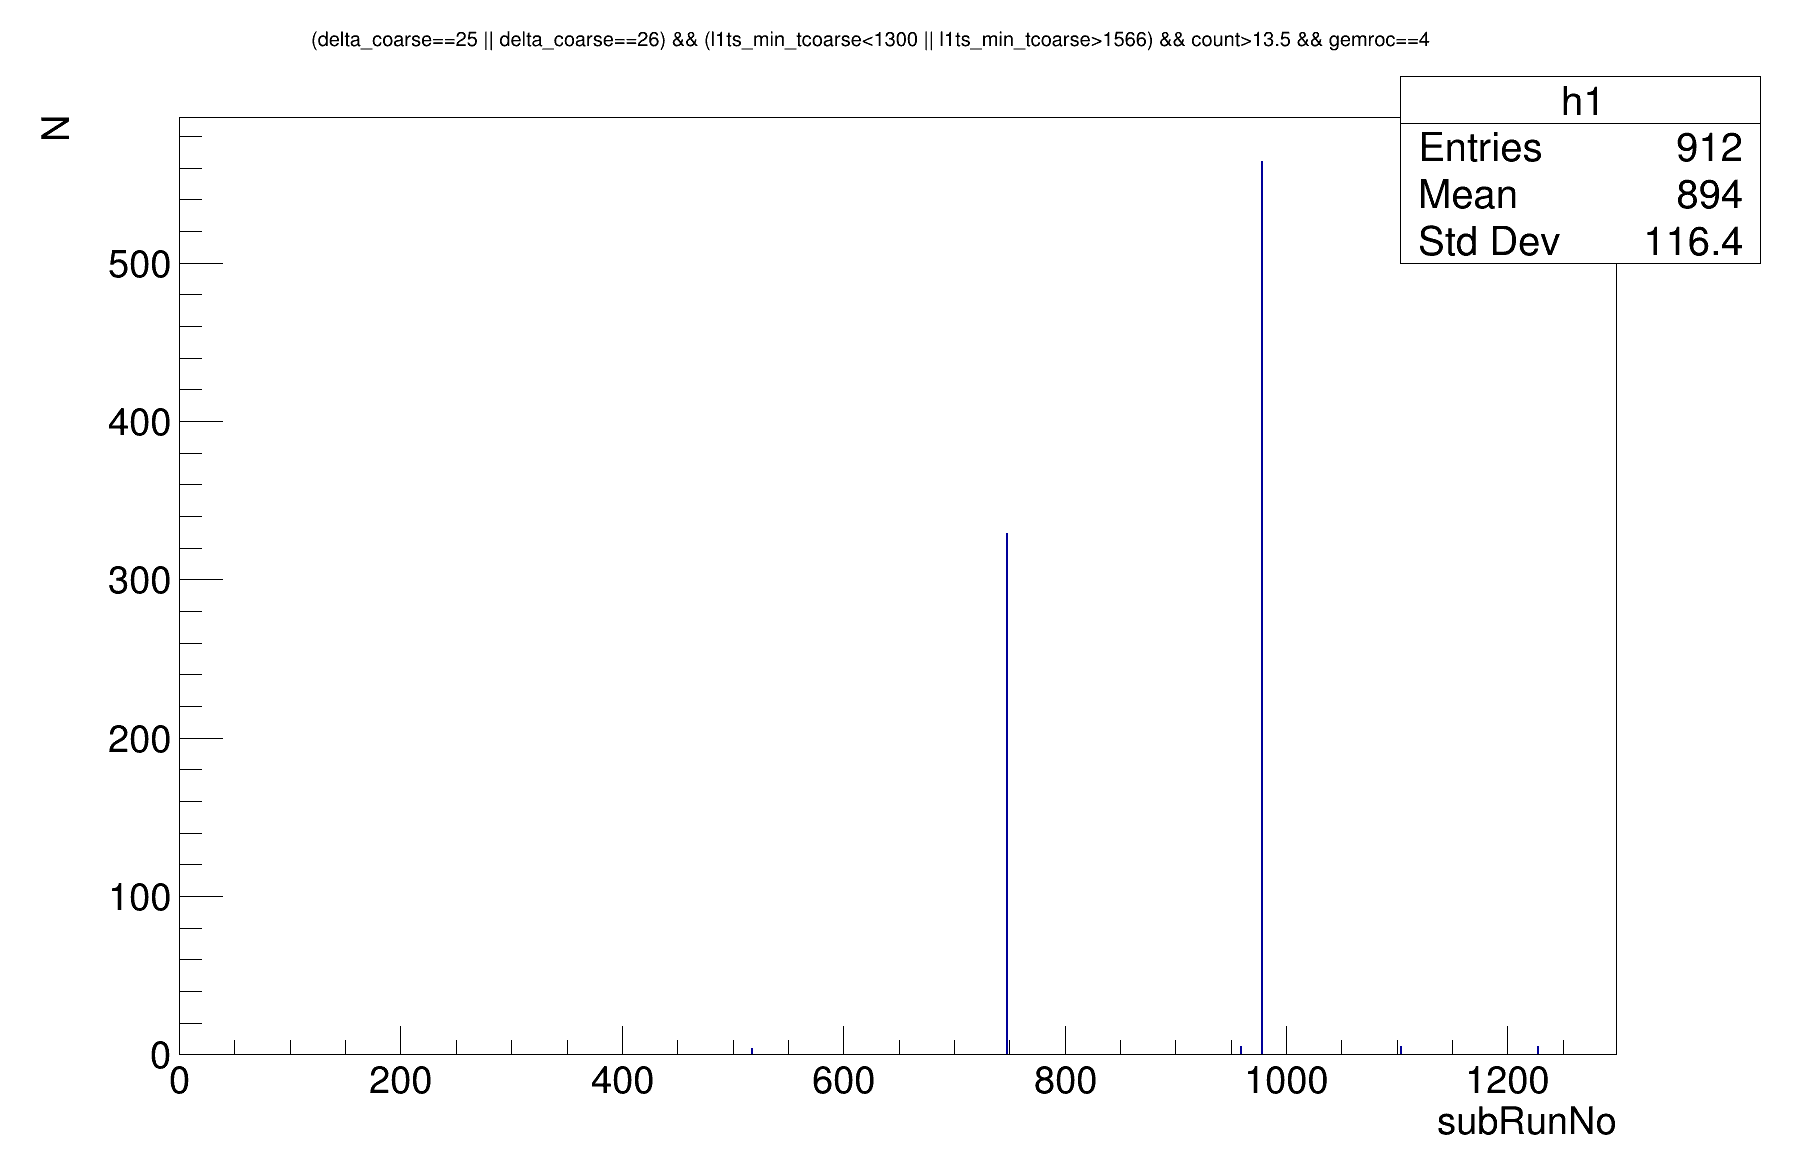 (delta_coarse==25 || delta_coarse==26) && (l1ts_min_tcoarse<1300 || l1ts_min_tcoarse>1566) && count>13.5 && gemroc==4
h1
Entries 912
Mean 894
Std Dev 116.4
N
500
400
300
200
100
0
0 200 400 600 800 1000 1200
subRunNo